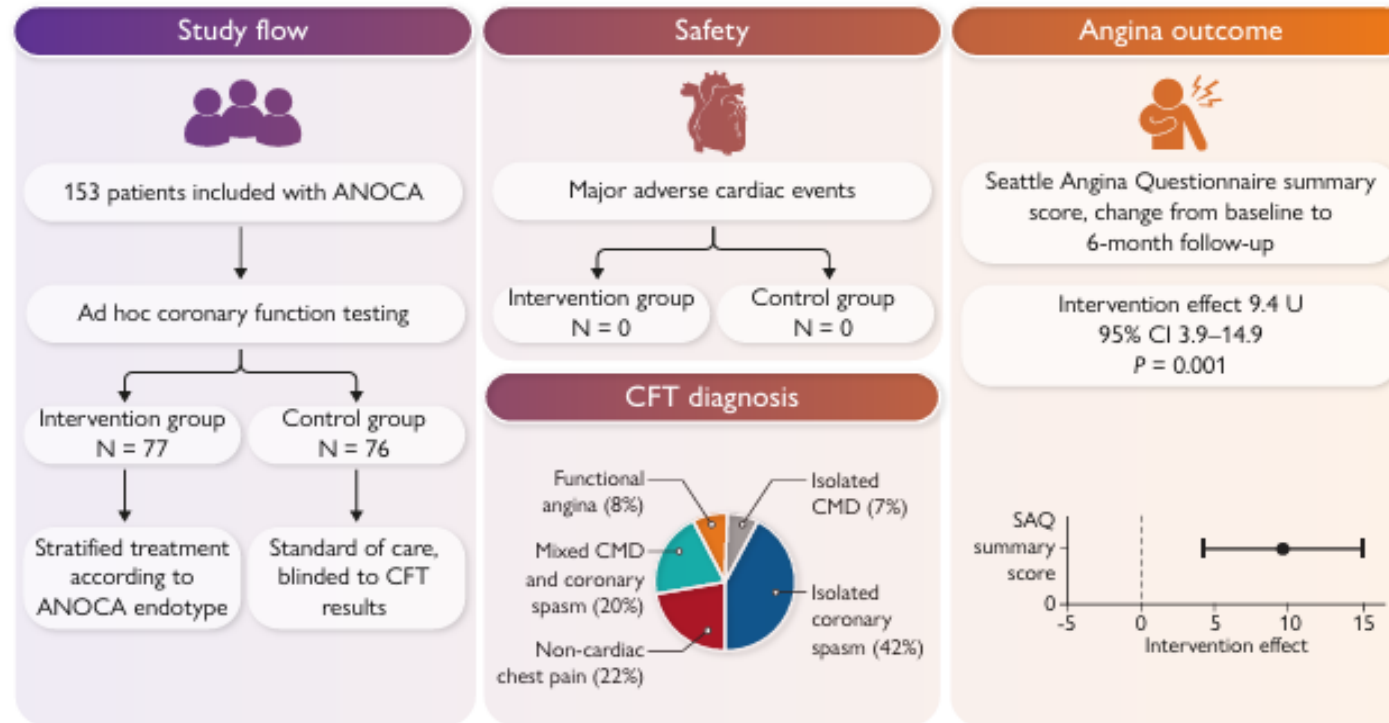 Study flow
153 patients included with ANOCA
Ad hoc coronary function testing
Intervention group
N = 77
Control group
N = 76
Stratified treatment
according to
ANOCA endotype
Standard of care,
blinded to CFT
results
Safety
Major adverse cardiac events
Intervention group
N = 0
Control group
N = 0
CFT diagnosis
Functional
angina (8%)
Isolated
CMD (7%)
Mixed CMD
and coronary
spasm (20%)
Isolated
coronary
spasm (42%)
Non-cardiac
chest pain (22%)
Angina outcome
Seattle Angina Questionnaire summary
score, change from baseline to
6-month follow-up
Intervention effect 9.4 U
95% CI 3.9–14.9
P = 0.001
SAQ
summary
score
0
-5 0 5 10 15
Intervention effect